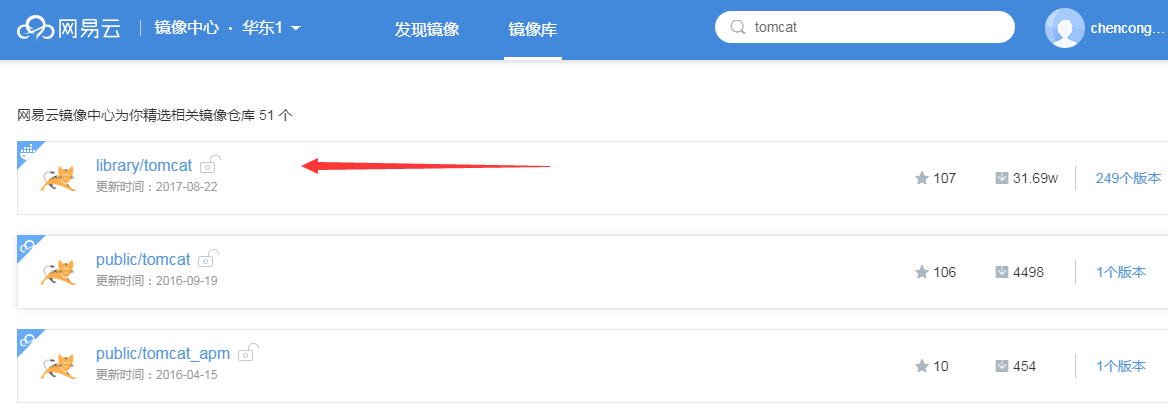 网易云 镜像中心 · 华东1 发现镜像 镜像库 tomcat chencong...
网易云镜像中心为你精选相关镜像仓库 51 个
library/tomcat
更新时间：2017-08-22
107 31.69w 249个版本
public/tomcat
更新时间：2016-09-19
106 4498 1个版本
public/tomcat_apm
更新时间：2016-04-15
10 454 1个版本